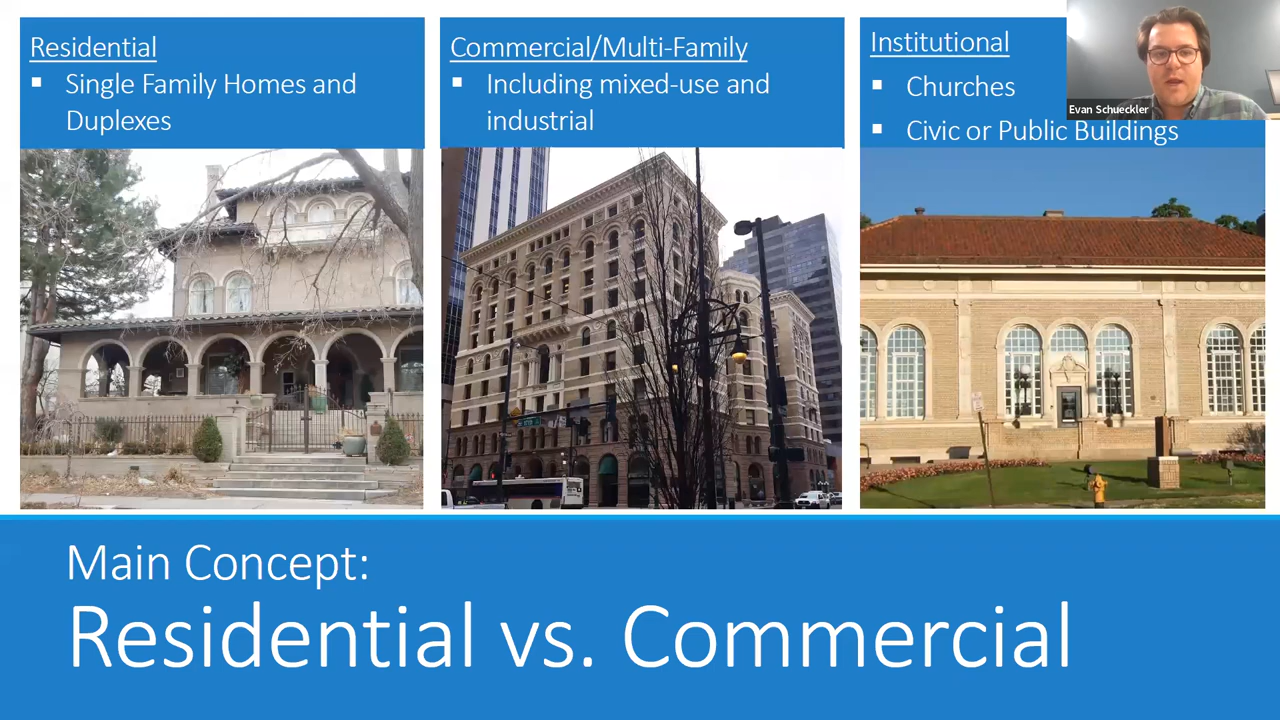 Residential
▪ Single Family Homes and
Duplexes
Commercial/Multi-Family
▪ Including mixed-use and
industrial
Institutional
▪ Churches
▪ Civic or Public Buildings
Evan Schueckler
Main Concept:
Residential vs. Commercial